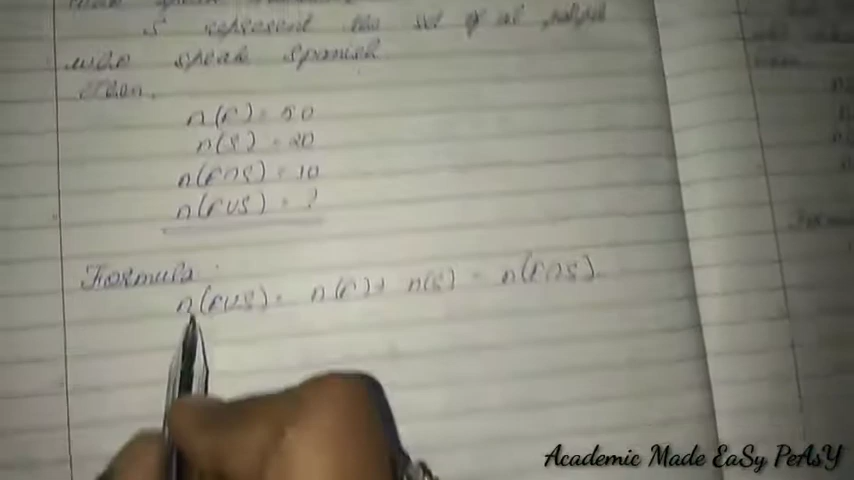 S represent the set of all people
who speak Spanish
Then,
n(F) = 50
n(S) = 20
n(F∩S) = 10
n(F∪S) = ?
Formula
n(F∪S) = n(F) + n(S) - n(F∩S).
Academic Made EaSy PeAsY